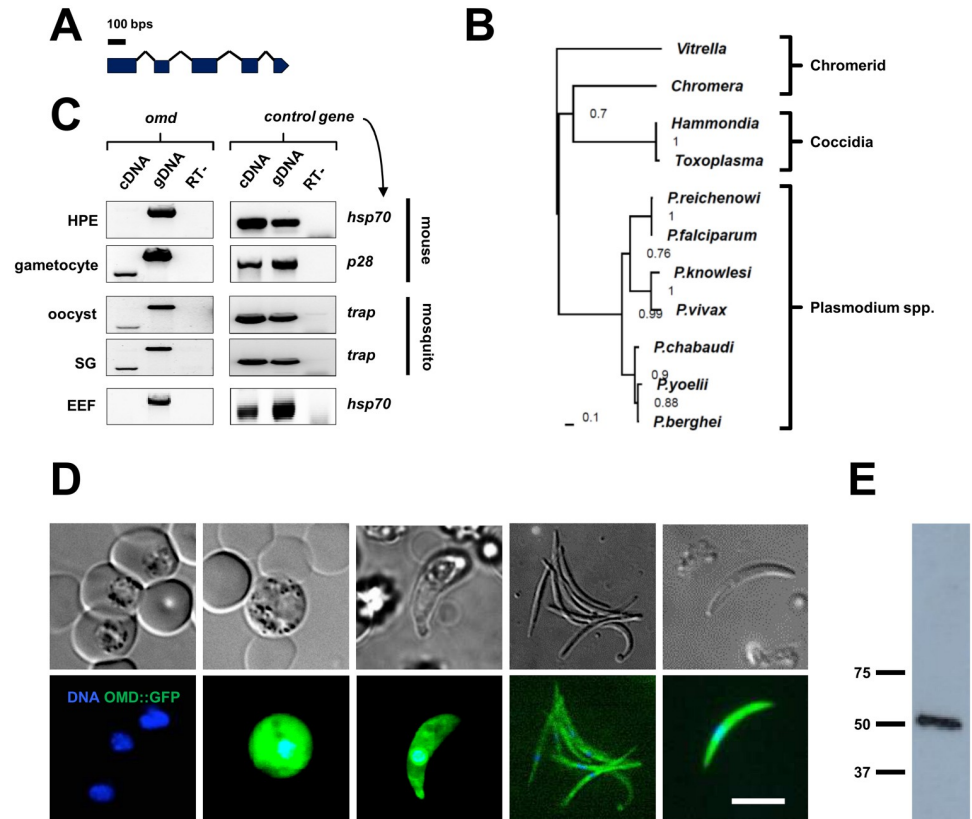 A
100 bps
B
Vitrella
Chromera
0.7
Hammondia
1
Toxoplasma
P.reichenowi
1
P.falciparum
0.76
P.knowlesi
1
P.vivax
0.99
P.chabaudi
0.9
P.yoelii
0.88
P.berghei
0.1
Chromerid
Coccidia
Plasmodium spp.
C
omd
control gene
cDNA gDNA RT-
cDNA gDNA RT-
HPE
hsp70
gametocyte
p28
mouse
oocyst
trap
SG
trap
mosquito
EEF
hsp70
D
DNA OMD::GFP
E
75
50
37